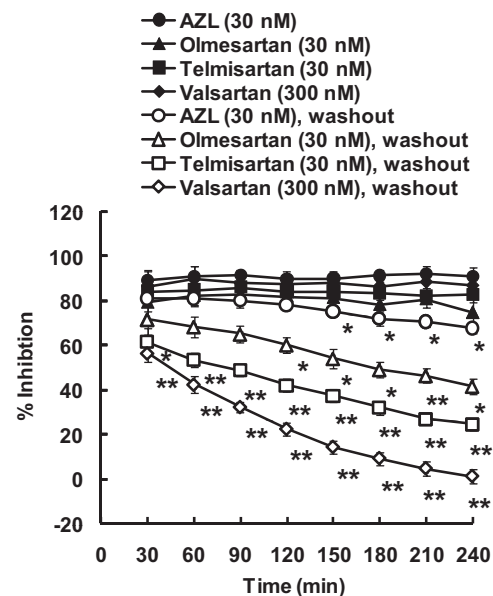 AZL (30 nM)
Olmesartan (30 nM)
Telmisartan (30 nM)
Valsartan (300 nM)
AZL (30 nM), washout
Olmesartan (30 nM), washout
Telmisartan (30 nM), washout
Valsartan (300 nM), washout
120
100
80
60
40
20
0
-20
% Inhibtion
* * * *
* ** ** ** * * ** *
** ** ** ** ** ** ** **
** ** ** ** **
0 30 60 90 120 150 180 210 240
Time (min)